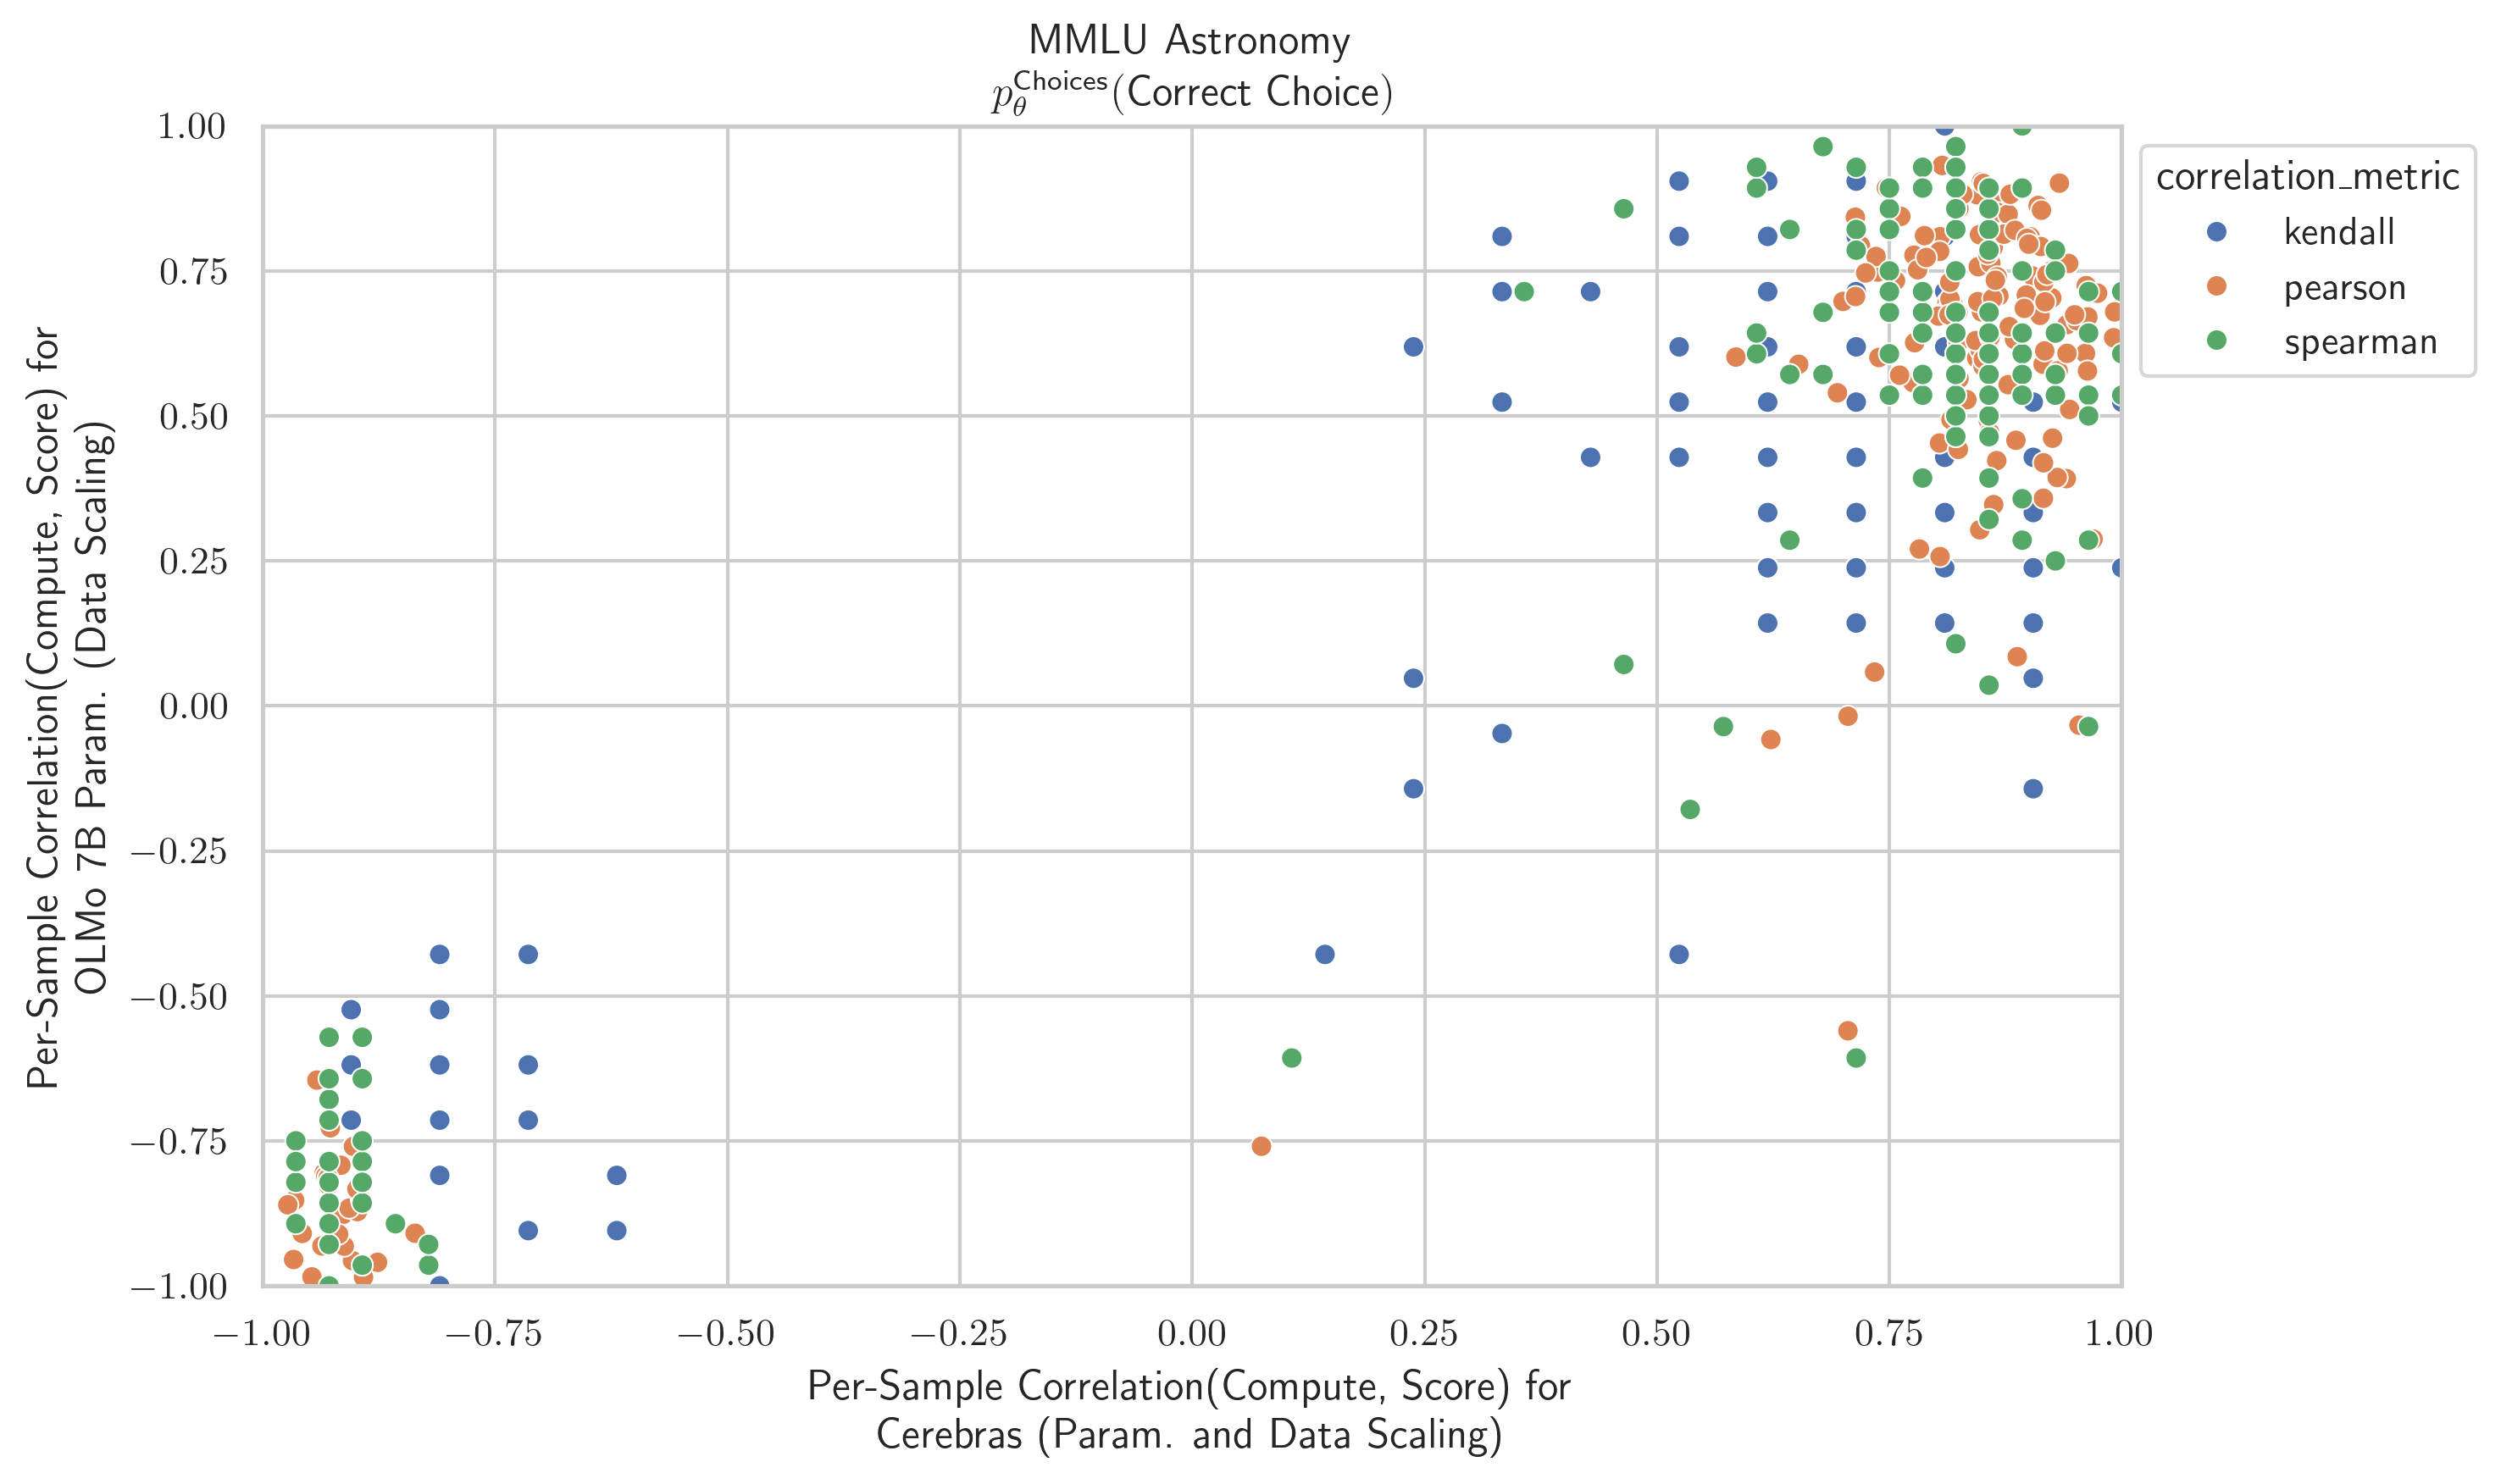 MMLU Astronomy
p_θ^Choices(Correct Choice)
correlation_metric
kendall
pearson
spearman
Per-Sample Correlation(Compute, Score) for
OLMo 7B Param. (Data Scaling)
1.00
0.75
0.50
0.25
0.00
−0.25
−0.50
−0.75
−1.00
−1.00 −0.75 −0.50 −0.25 0.00 0.25 0.50 0.75 1.00
Per-Sample Correlation(Compute, Score) for
Cerebras (Param. and Data Scaling)